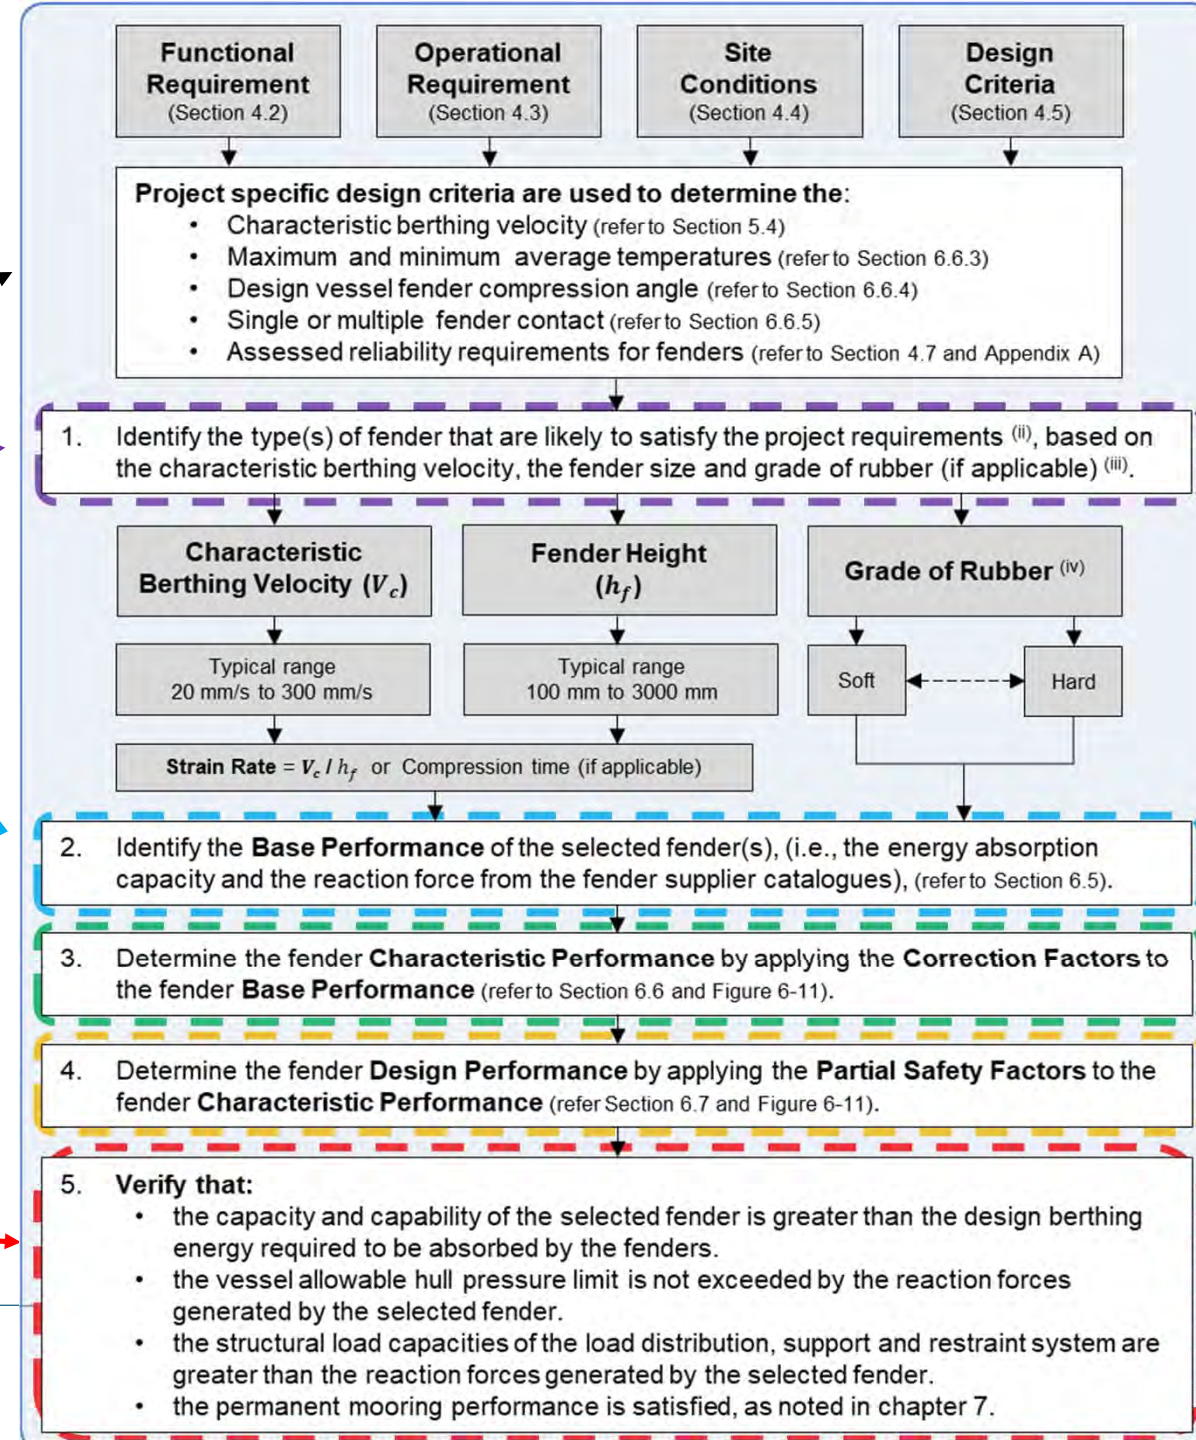 Functional
Requirement
(Section 4.2)
Operational
Requirement
(Section 4.3)
Site
Conditions
(Section 4.4)
Design
Criteria
(Section 4.5)
Project specific design criteria are used to determine the:
• Characteristic berthing velocity (refer to Section 5.4)
• Maximum and minimum average temperatures (refer to Section 6.6.3)
• Design vessel fender compression angle (refer to Section 6.6.4)
• Single or multiple fender contact (refer to Section 6.6.5)
• Assessed reliability requirements for fenders (refer to Section 4.7 and Appendix A)
1. Identify the type(s) of fender that are likely to satisfy the project requirements (ii), based on
the characteristic berthing velocity, the fender size and grade of rubber (if applicable) (iii).
Characteristic
Berthing Velocity (V_c)
Fender Height
(h_f)
Grade of Rubber (iv)
Typical range
20 mm/s to 300 mm/s
Typical range
100 mm to 3000 mm
Soft
Hard
Strain Rate = V_c / h_f or Compression time (if applicable)
2. Identify the Base Performance of the selected fender(s), (i.e., the energy absorption
capacity and the reaction force from the fender supplier catalogues), (refer to Section 6.5).
3. Determine the fender Characteristic Performance by applying the Correction Factors to
the fender Base Performance (refer to Section 6.6 and Figure 6-11).
4. Determine the fender Design Performance by applying the Partial Safety Factors to the
fender Characteristic Performance (refer Section 6.7 and Figure 6-11).
5. Verify that:
• the capacity and capability of the selected fender is greater than the design berthing
energy required to be absorbed by the fenders.
• the vessel allowable hull pressure limit is not exceeded by the reaction forces
generated by the selected fender.
• the structural load capacities of the load distribution, support and restraint system are
greater than the reaction forces generated by the selected fender.
• the permanent mooring performance is satisfied, as noted in chapter 7.